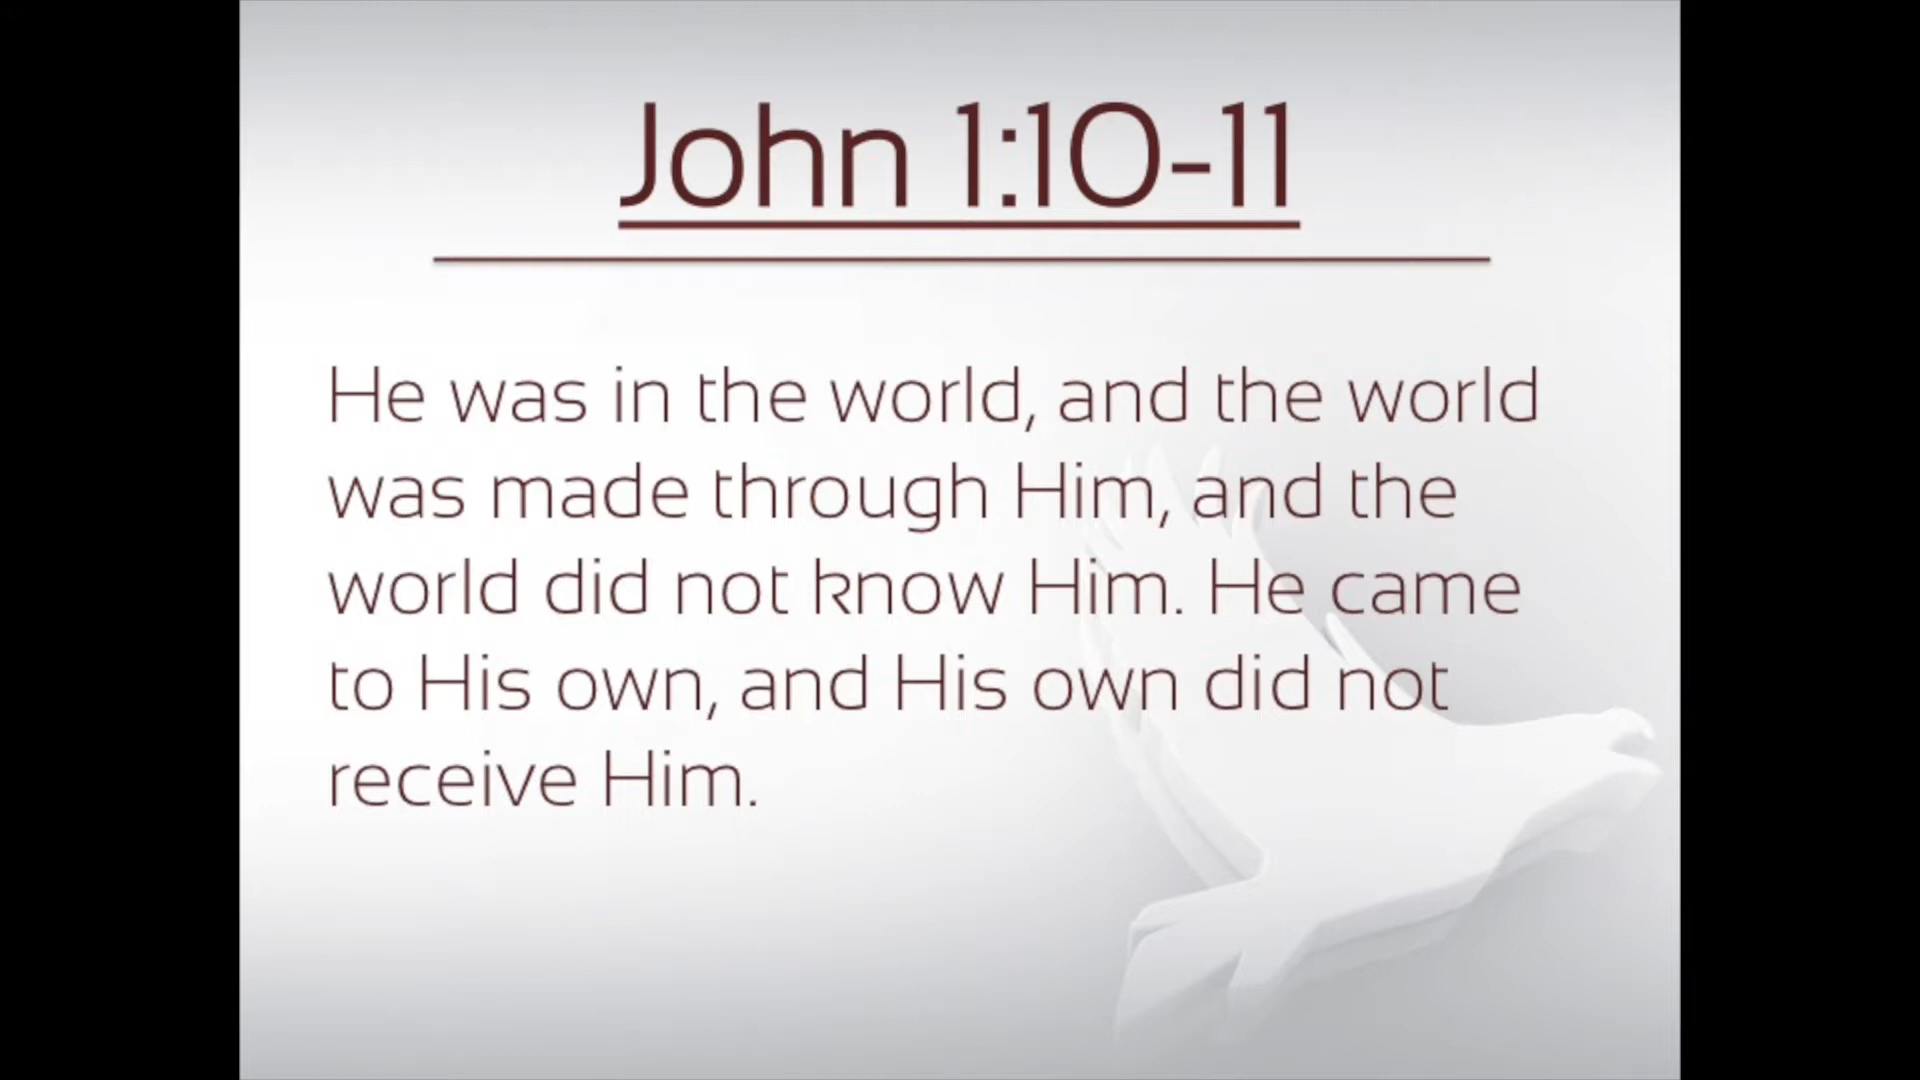 John 1:10-11
He was in the world, and the world
was made through Him, and the
world did not know Him. He came
to His own, and His own did not
receive Him.